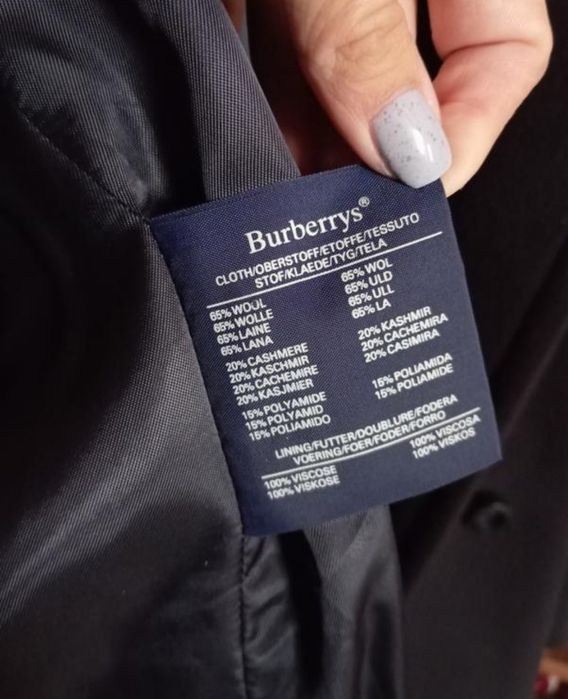 Burberrys®
CLOTH/OBERSTOFF/ETOFFE/TESSUTO
STOF/KLAEDE/TYG/TELA
65% WOOL
65% WOLLE
65% LAINE
65% LANA
65% WOL
65% ULD
65% ULL
65% LA
20% CASHMERE
20% KASCHMIR
20% CACHEMIRE
20% KASJMIER
20% KASHMIR
20% CACHEMIRA
20% CASIMIRA
15% POLYAMIDE
15% POLYAMID
15% POLIAMIDO
15% POLIAMIDA
15% POLIAMIDE
LINING/FUTTER/DOUBLURE/FODERA
VOERING/FOER/FODER/FORRO
100% VISCOSE
100% VISKOSE
100% VISCOSA
100% VISKOS